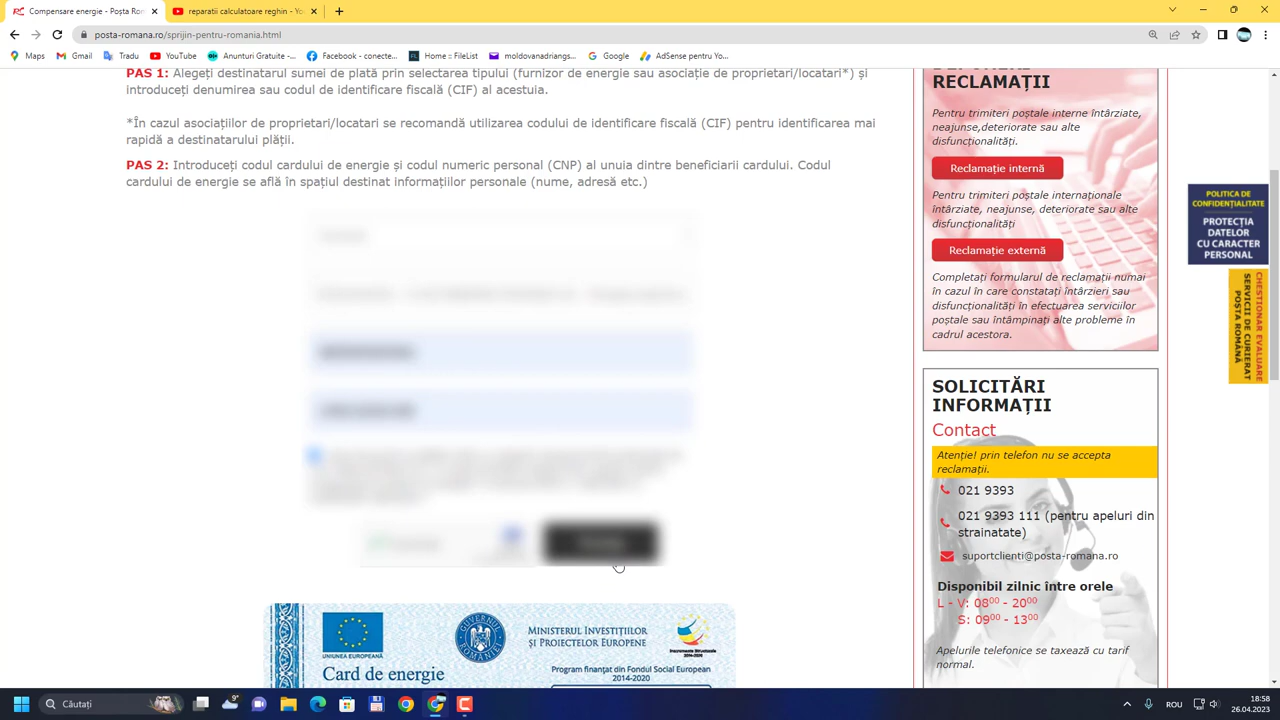 Compensare energie - Poșta Rom
reparatii calculatoare reghin - Yo
posta-romana.ro/sprijin-pentru-romania.html
Maps
Gmail
Tradu
YouTube
Anunturi Gratuite -...
Facebook - conecte...
Home :: FileList
moldovanadriangs...
Google
AdSense pentru Yo...
PAS 1: Alegeți destinatarul sumei de plată prin selectarea tipului (furnizor de energie sau asociație de proprietari/locatari*) și
introduceți denumirea sau codul de identificare fiscală (CIF) al acestuia.
*În cazul asociațiilor de proprietari/locatari se recomandă utilizarea codului de identificare fiscală (CIF) pentru identificarea mai
rapidă a destinatarului plății.
PAS 2: Introduceți codul cardului de energie și codul numeric personal (CNP) al unuia dintre beneficiarii cardului. Codul
cardului de energie se află în spațiul destinat informațiilor personale (nume, adresă etc.)
UNIUNEA EUROPEANĂ
GUVERNUL ROMÂNIEI
MINISTERUL INVESTIȚIILOR
ȘI PROIECTELOR EUROPENE
Instrumente Structurale
2014-2020
Card de energie
Program finanțat din Fondul Social European
2014-2020
RECLAMAȚII
Pentru trimiteri poștale interne întârziate,
neajunse,deteriorate sau alte
disfuncționalități.
Reclamație internă
Pentru trimiteri poștale internaționale
întârziate, neajunse, deteriorate sau alte
disfuncționalități
Reclamație externă
Completați formularul de reclamații numai
în cazul în care constatați întârzieri sau
disfuncționalități în efectuarea serviciilor
poștale sau întâmpinați alte probleme în
cadrul acestora.
SOLICITĂRI
INFORMAȚII
Contact
Atenție! prin telefon nu se accepta
reclamații.
021 9393
021 9393 111 (pentru apeluri din
strainatate)
suportclienti@posta-romana.ro
Disponibil zilnic între orele
L - V: 08⁰⁰ - 20⁰⁰
S: 09⁰⁰ - 13⁰⁰
Apelurile telefonice se taxează cu tarif
normal.
POLITICA DE
CONFIDENȚIALITATE
PROTECȚIA
DATELOR
CU CARACTER
PERSONAL
CHESTIONAR EVALUARE
SERVICII DE CURIERAT
POȘTA ROMÂNĂ
Căutați
ROU
18:58
26.04.2023